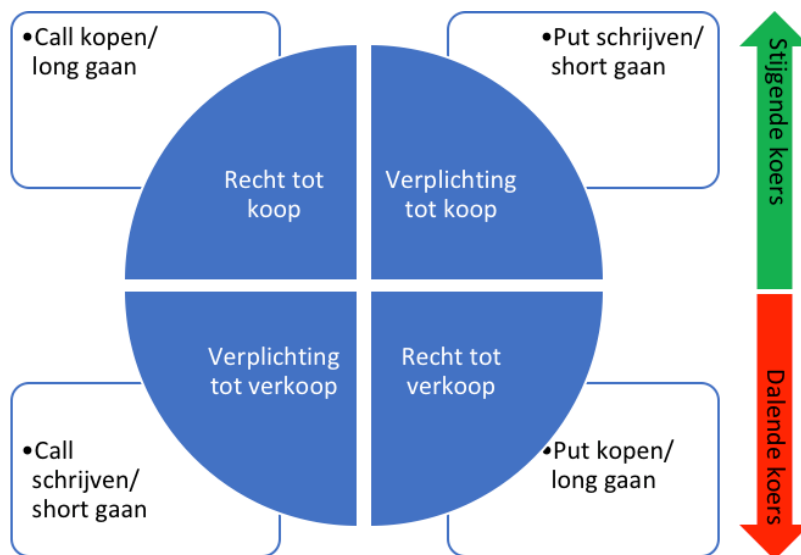 •Call kopen/
long gaan
•Put schrijven/
short gaan
Recht tot
koop
Verplichting
tot koop
Verplichting
tot verkoop
Recht tot
verkoop
•Call
schrijven/
short gaan
•Put kopen/
long gaan
Stijgende koers
Dalende koers